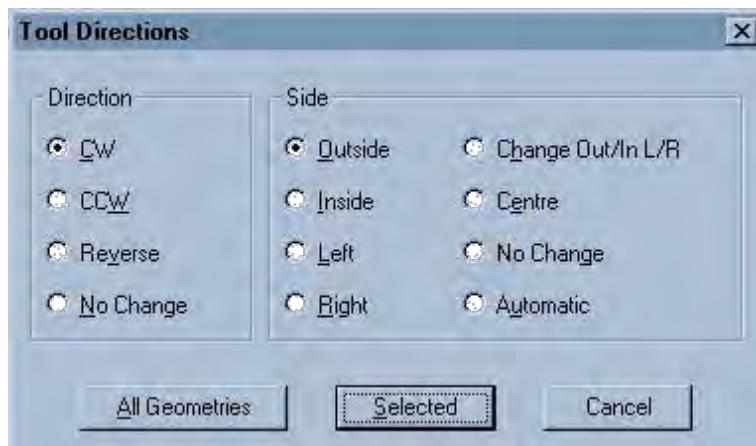 Tool Directions
Direction
CW
CCW
Reverse
No Change
Side
Outside
Inside
Left
Right
Change Out/In L/R
Centre
No Change
Automatic
All Geometries
Selected
Cancel